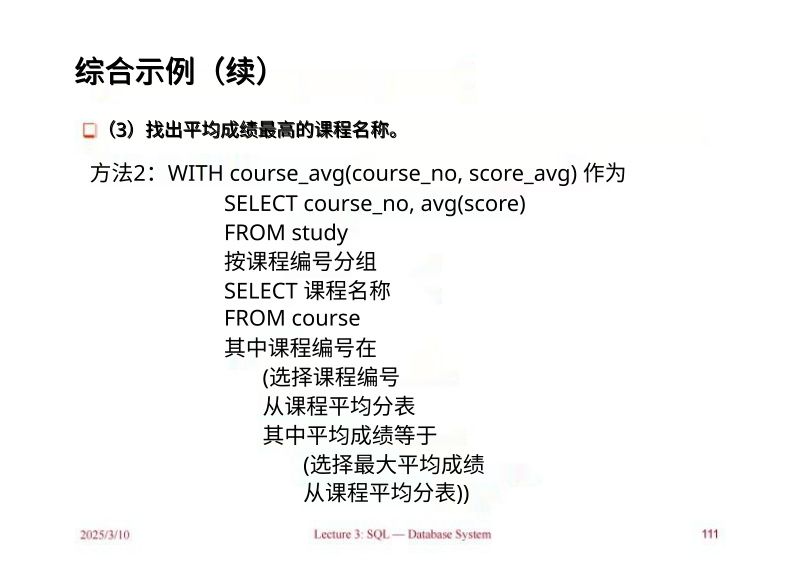 综合示例（续）
（3）找出平均成绩最高的课程名称。
方法2：WITH course_avg(course_no, score_avg) 作为
SELECT course_no, avg(score)
FROM study
按课程编号分组
SELECT 课程名称
FROM course
其中课程编号在
(选择课程编号
从课程平均分表
其中平均成绩等于
(选择最大平均成绩
从课程平均分表))
2025/3/10
Lecture 3: SQL — Database System
111